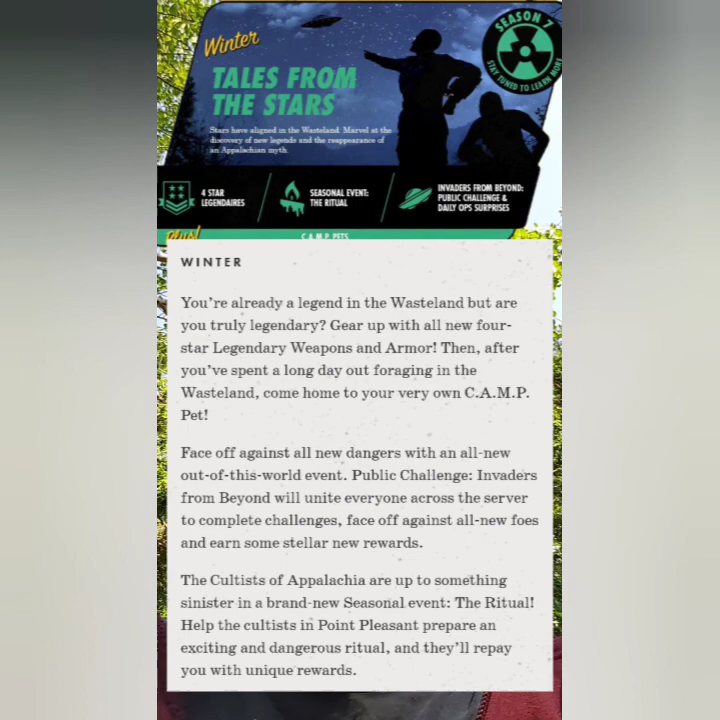 Winter
SEASON 7
STAY TUNED TO LEARN MORE
TALES FROM
THE STARS
Stars have aligned in the Wasteland. Marvel at the
discovery of new legends and the reappearance of
an Appalachian myth.
4 STAR
LEGENDAIRES
SEASONAL EVENT:
THE RITUAL
INVADERS FROM BEYOND:
PUBLIC CHALLENGE &
DAILY OPS SURPRISES
Plus!
C.A.M.P. PETS
WINTER
You're already a legend in the Wasteland but are
you truly legendary? Gear up with all new four-
star Legendary Weapons and Armor! Then, after
you've spent a long day out foraging in the
Wasteland, come home to your very own C.A.M.P.
Pet!
Face off against all new dangers with an all-new
out-of-this-world event. Public Challenge: Invaders
from Beyond will unite everyone across the server
to complete challenges, face off against all-new foes
and earn some stellar new rewards.
The Cultists of Appalachia are up to something
sinister in a brand-new Seasonal event: The Ritual!
Help the cultists in Point Pleasant prepare an
exciting and dangerous ritual, and they'll repay
you with unique rewards.